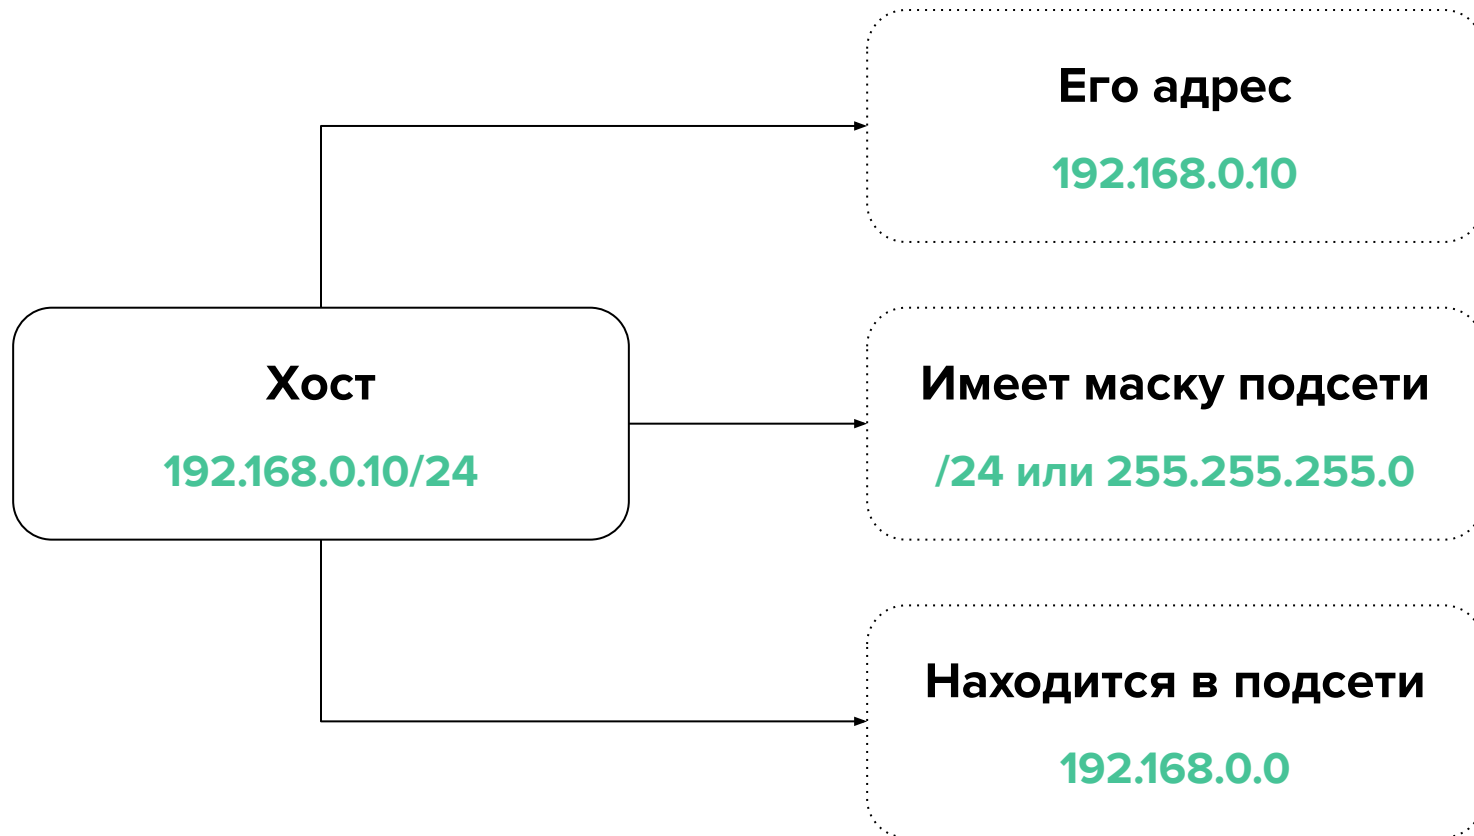 Его адрес
192.168.0.10
Хост
192.168.0.10/24
Имеет маску подсети
/24 или 255.255.255.0
Находится в подсети
192.168.0.0